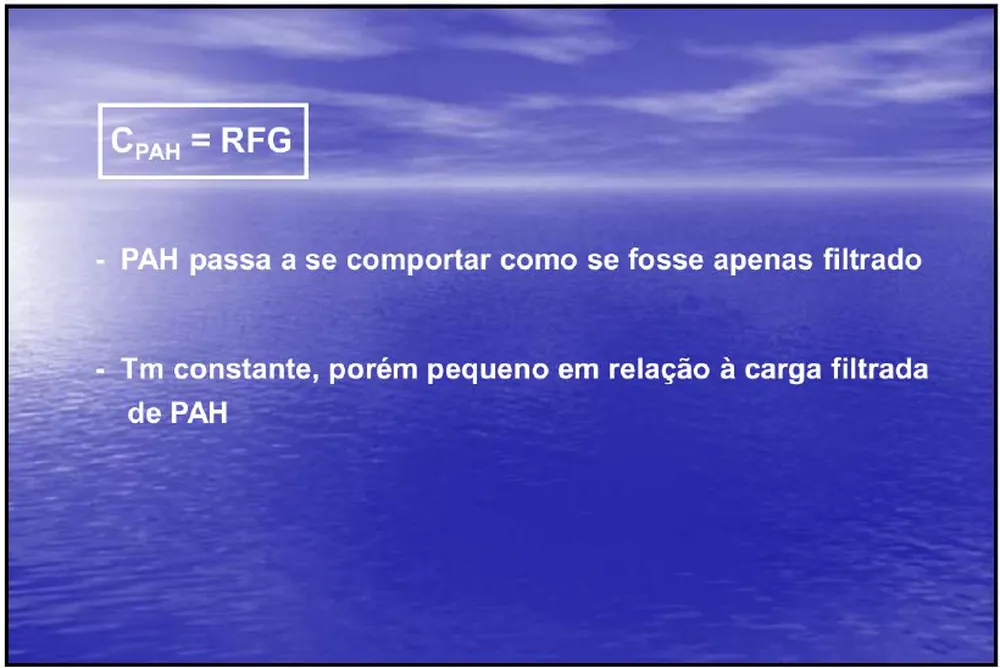 C_PAH = RFG
- PAH passa a se comportar como se fosse apenas filtrado
- Tm constante, porém pequeno em relação à carga filtrada
de PAH